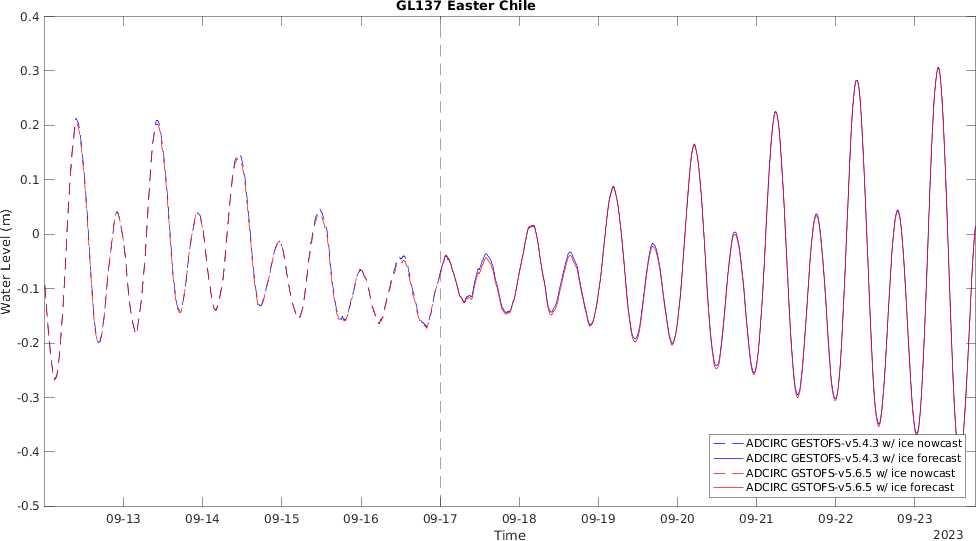 GL137 Easter Chile
0.4
0.3
0.2
0.1
0
-0.1
-0.2
-0.3
-0.4
-0.5
Water Level (m)
ADCIRC GESTOFS-v5.4.3 w/ ice nowcast
ADCIRC GESTOFS-v5.4.3 w/ ice forecast
ADCIRC GSTOFS-v5.6.5 w/ ice nowcast
ADCIRC GSTOFS-v5.6.5 w/ ice forecast
09-13 09-14 09-15 09-16 09-17 09-18 09-19 09-20 09-21 09-22 09-23
Time
2023